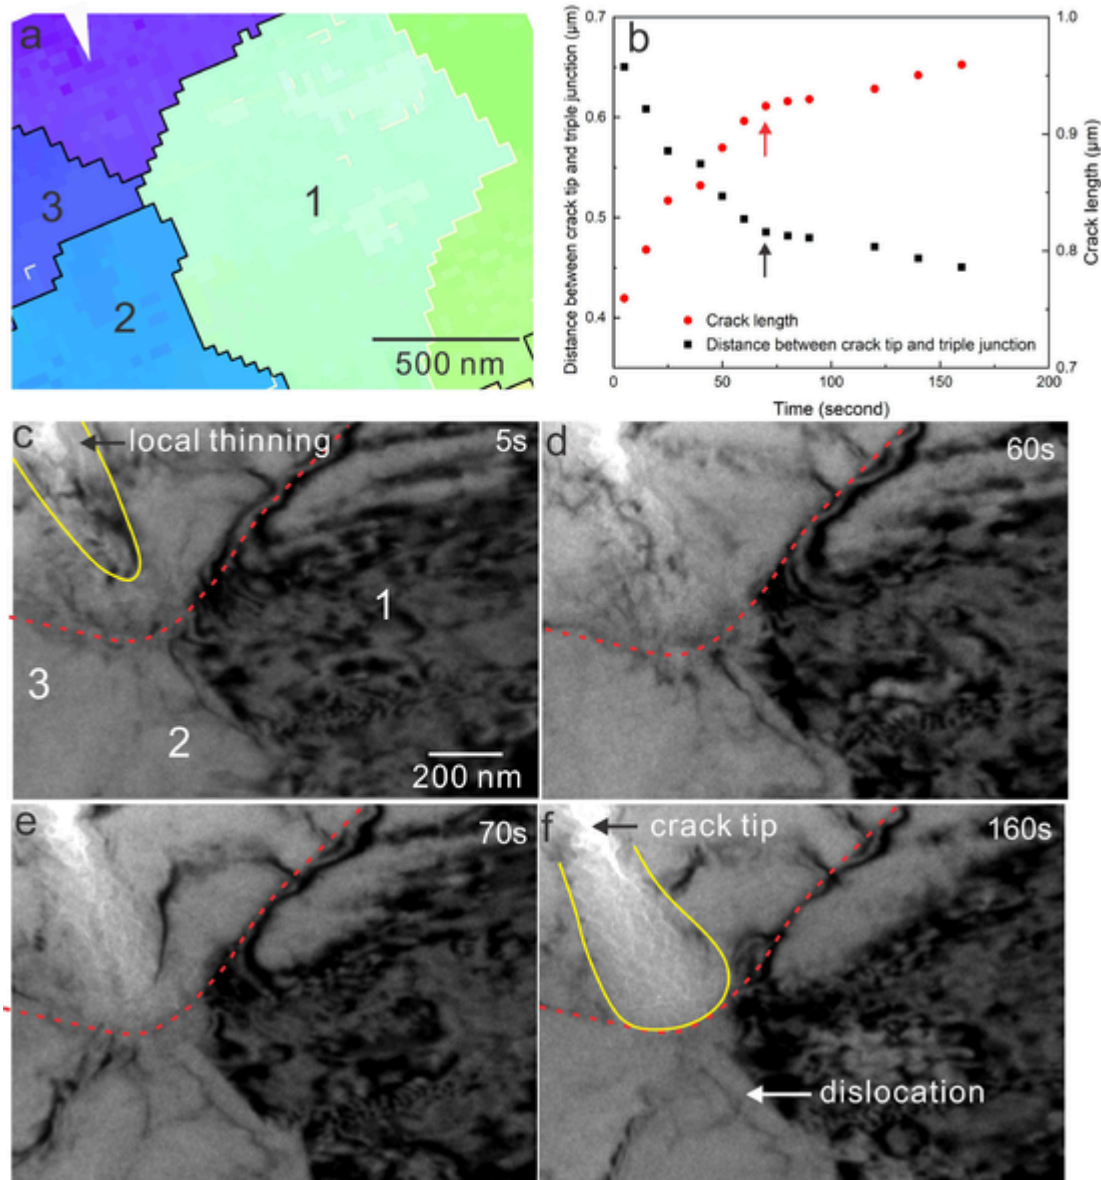 a
1
2
3
500 nm
b
Distance between crack tip and triple junction (μm)
0.7
0.6
0.5
0.4
1.0
0.9
0.8
0.7
Crack length (μm)
Crack length
Distance between crack tip and triple junction
0 50 100 150 200
Time (second)
c
local thinning
5s
1
3
2
200 nm
d
60s
e
70s
f
crack tip
160s
dislocation